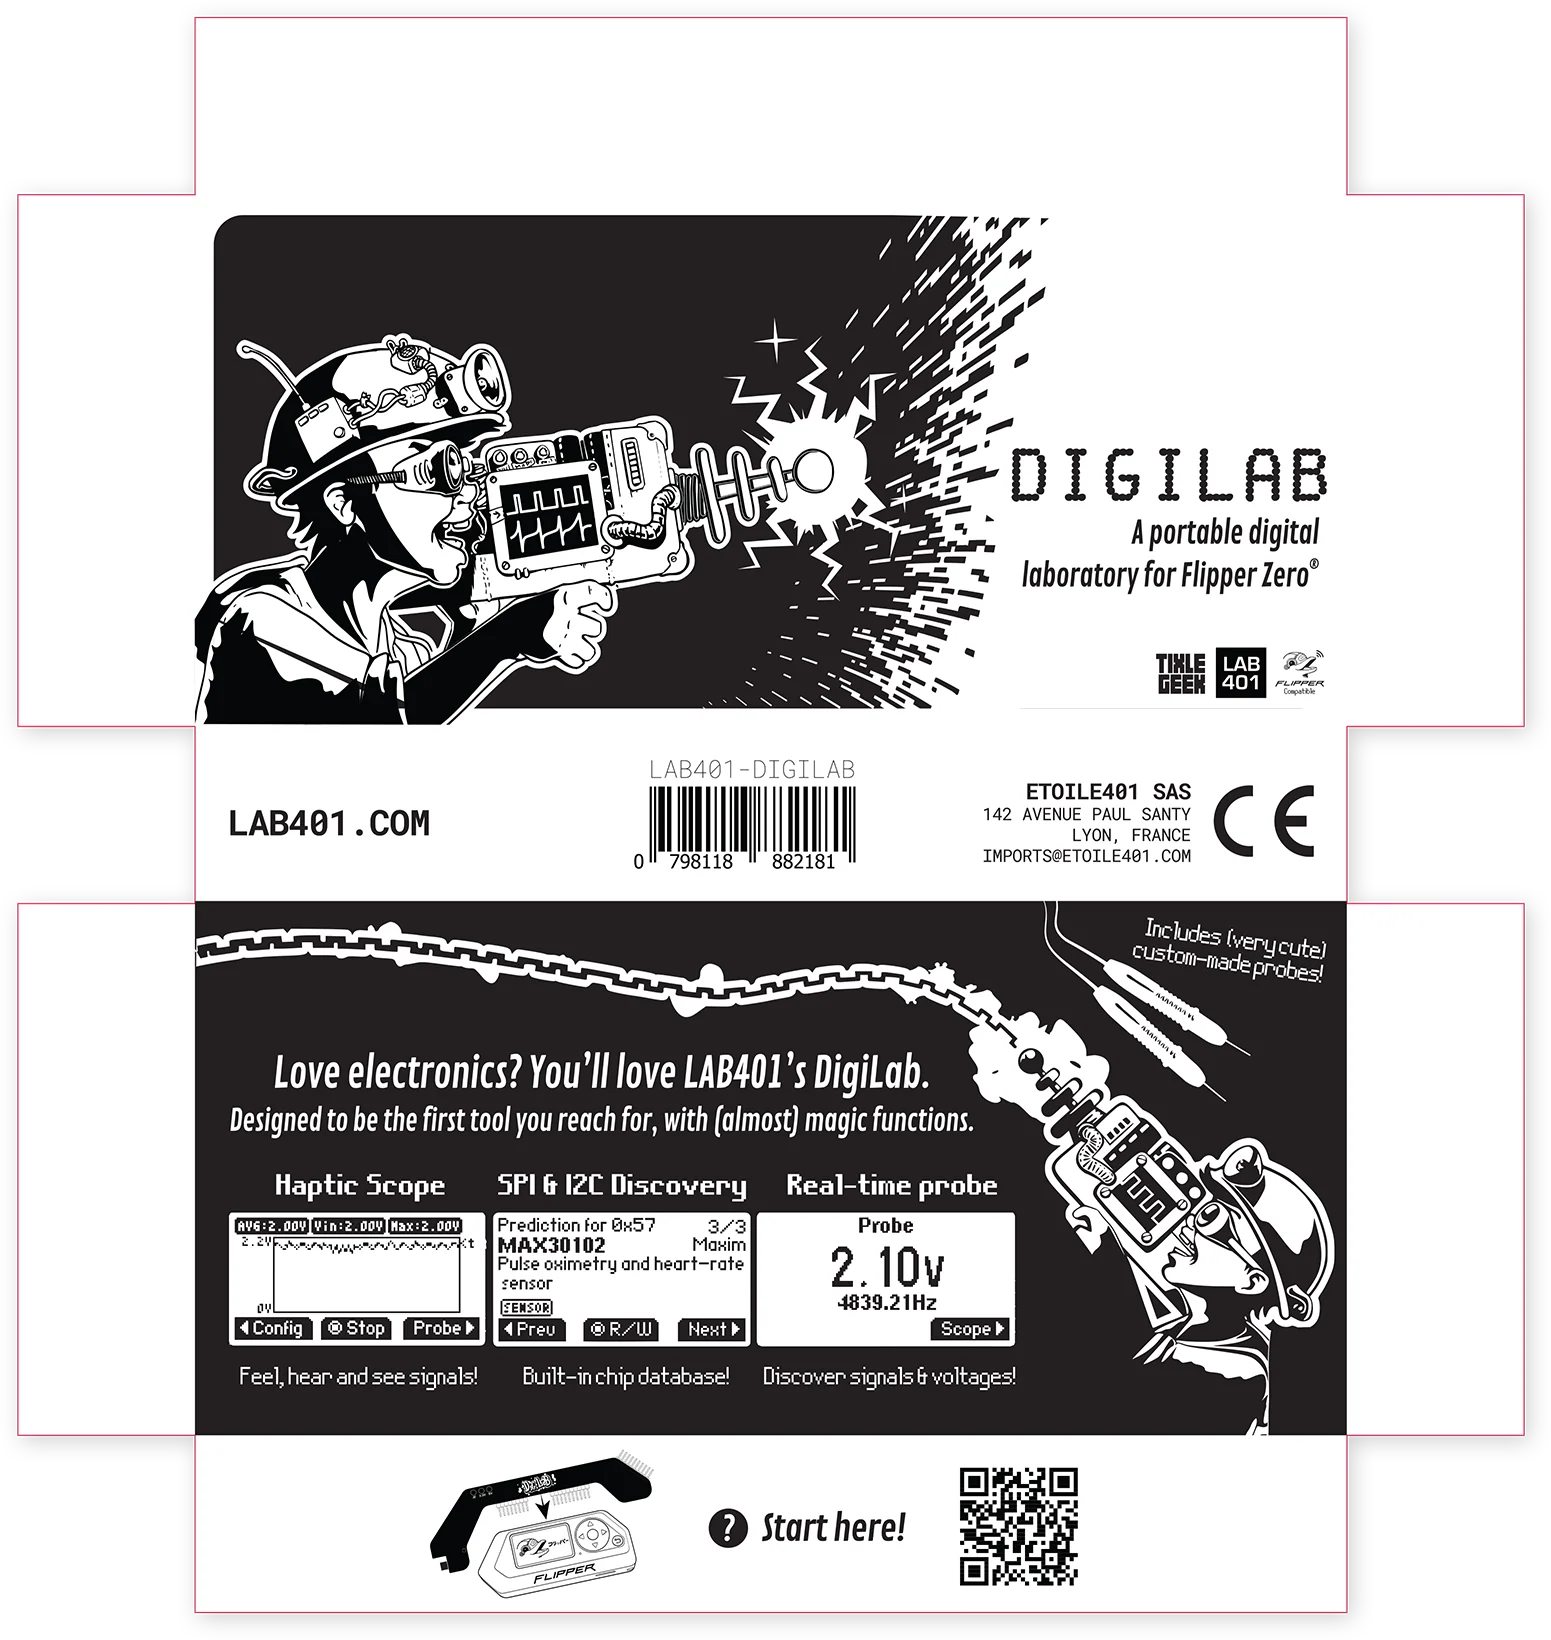 DIGILAB
A portable digital
laboratory for Flipper Zero®
TIXLE
GEEK
LAB
401
FLIPPER
Compatible
LAB401.COM
LAB401-DIGILAB
0 798118 882181
ETOILE401 SAS
142 AVENUE PAUL SANTY
LYON, FRANCE
IMPORTS@ETOILE401.COM
CE
Includes (very cute)
custom-made probes!
Love electronics? You'll love LAB401's DigiLab.
Designed to be the first tool you reach for, with (almost) magic functions.
Haptic Scope
AVG:2.00V Vin:2.00V Max:2.00V
2.2V
t
0V
Config Stop Probe
Feel, hear and see signals!
SPI & I2C Discovery
Prediction for 0x57 3/3
MAX30102 Maxim
Pulse oximetry and heart-rate
sensor
SENSOR
Prev R/W Next
Built-in chip database!
Real-time probe
Probe
2.10v
4839.21Hz
Scope
Discover signals & voltages!
DIGILAB
フリッパー
FLIPPER
? Start here!